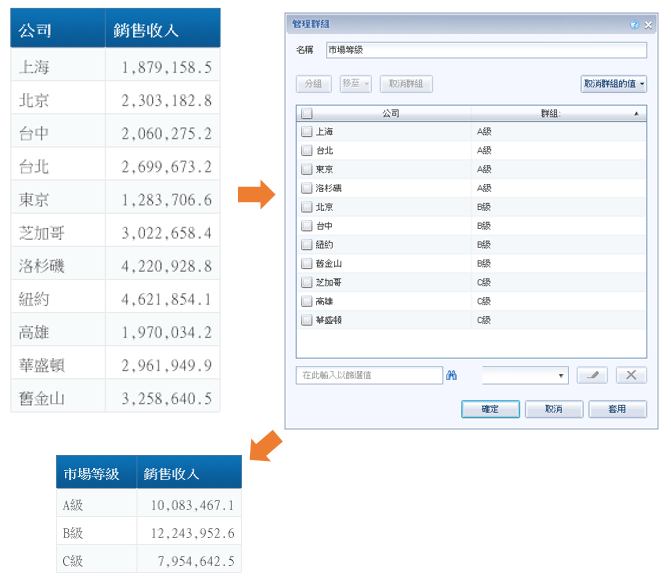 公司 銷售收入
上海 1,879,158.5
北京 2,303,182.8
台中 2,060,275.2
台北 2,699,673.2
東京 1,283,706.6
芝加哥 3,022,658.4
洛杉磯 4,220,928.8
紐約 4,621,854.1
高雄 1,970,034.2
華盛頓 2,961,949.9
舊金山 3,258,640.5
管理群組
名稱 市場等級
分組 移至 取消群組 取消群組的值
公司 群組:
上海 A級
台北 A級
東京 A級
洛杉磯 A級
北京 B級
台中 B級
紐約 B級
舊金山 B級
芝加哥 C級
高雄 C級
華盛頓 C級
在此輸入以篩選值
確定 取消 套用
市場等級 銷售收入
A級 10,083,467.1
B級 12,243,952.6
C級 7,954,642.5